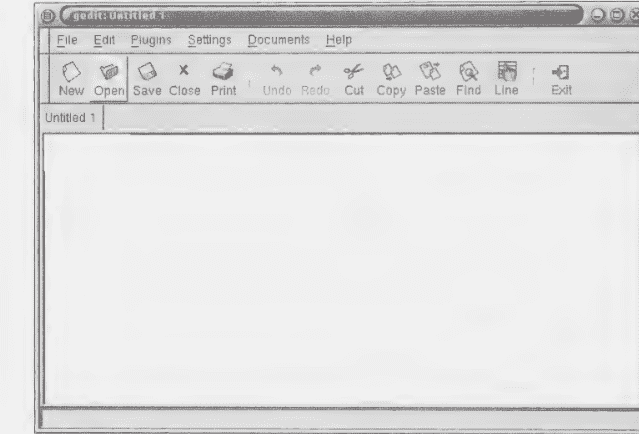 gedit: Untitled 1
File Edit Plugins Settings Documents Help
New Open Save Close Print Undo Redo Cut Copy Paste Find Line Exit
Untitled 1